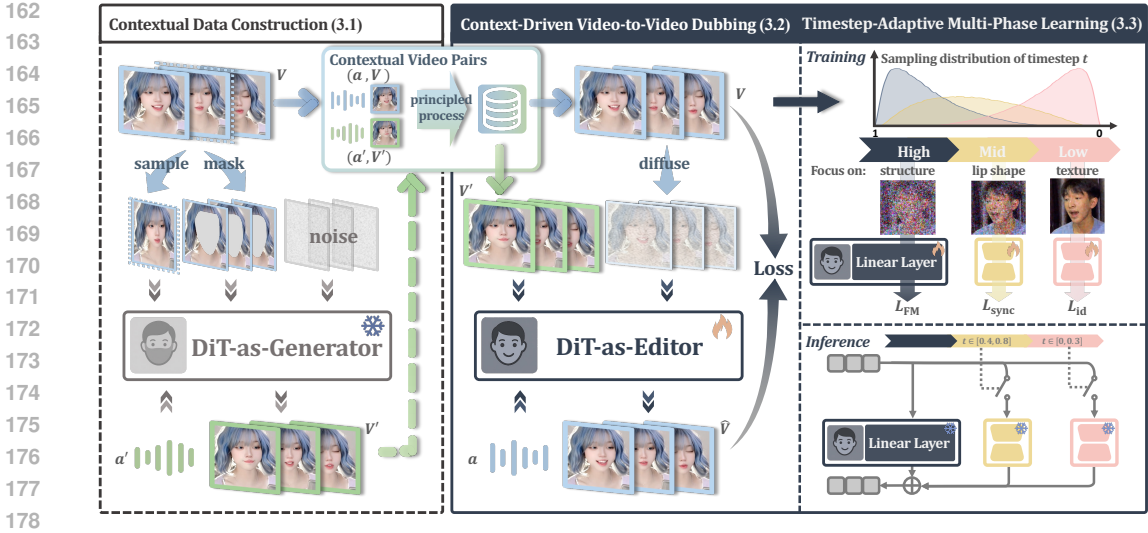 162
163
164
165
166
167
168
169
170
171
172
173
174
175
176
177
178
Contextual Data Construction (3.1)
V
sample
mask
noise
DiT-as-Generator
a'
V'
Contextual Video Pairs
(a, V)
(a', V')
principled
process
Context-Driven Video-to-Video Dubbing (3.2)
V
V'
diffuse
Loss
DiT-as-Editor
a
V̂
Timestep-Adaptive Multi-Phase Learning (3.3)
Training
Sampling distribution of timestep t
1
0
High
Mid
Low
Focus on:
structure
lip shape
texture
Linear Layer
L_FM
L_sync
L_id
Inference
t ∈ [0.4, 0.8]
t ∈ [0, 0.3]
Linear Layer